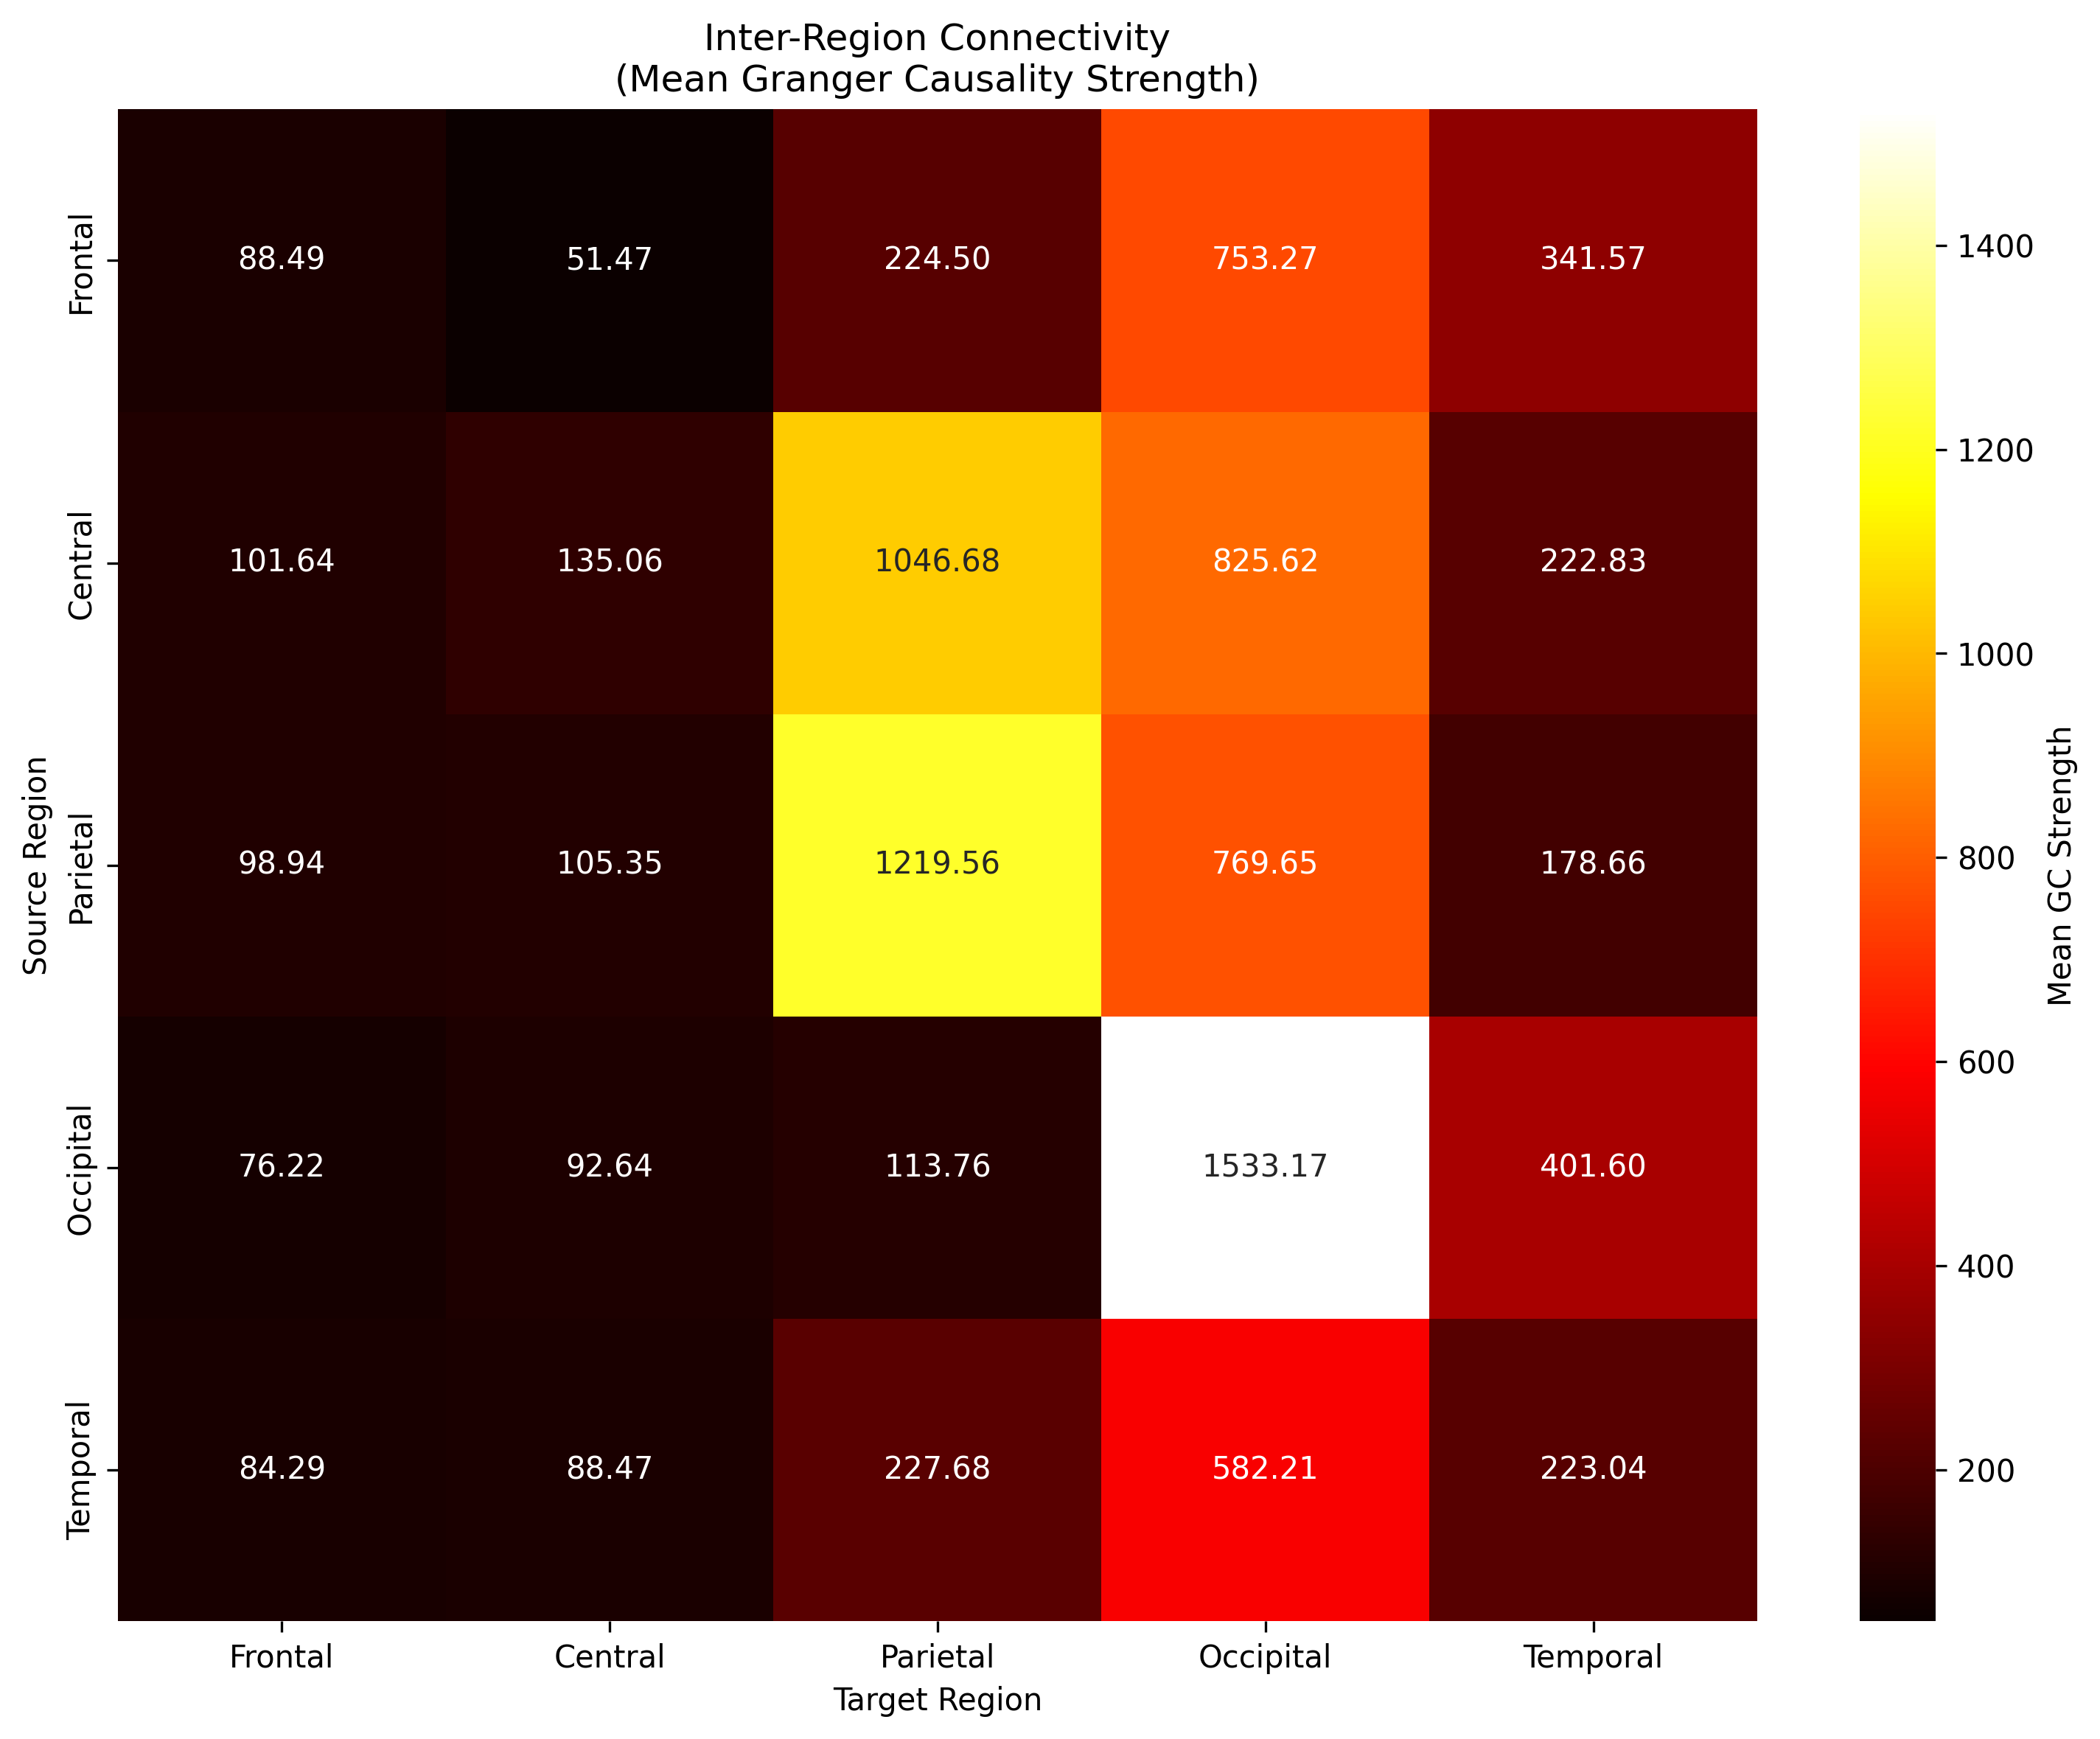 Inter-Region Connectivity
(Mean Granger Causality Strength)
Source Region
Frontal
88.49 51.47 224.50 753.27 341.57
Central
101.64 135.06 1046.68 825.62 222.83
Parietal
98.94 105.35 1219.56 769.65 178.66
Occipital
76.22 92.64 113.76 1533.17 401.60
Temporal
84.29 88.47 227.68 582.21 223.04
Frontal Central Parietal Occipital Temporal
Target Region
1400
1200
1000
800
600
400
200
Mean GC Strength